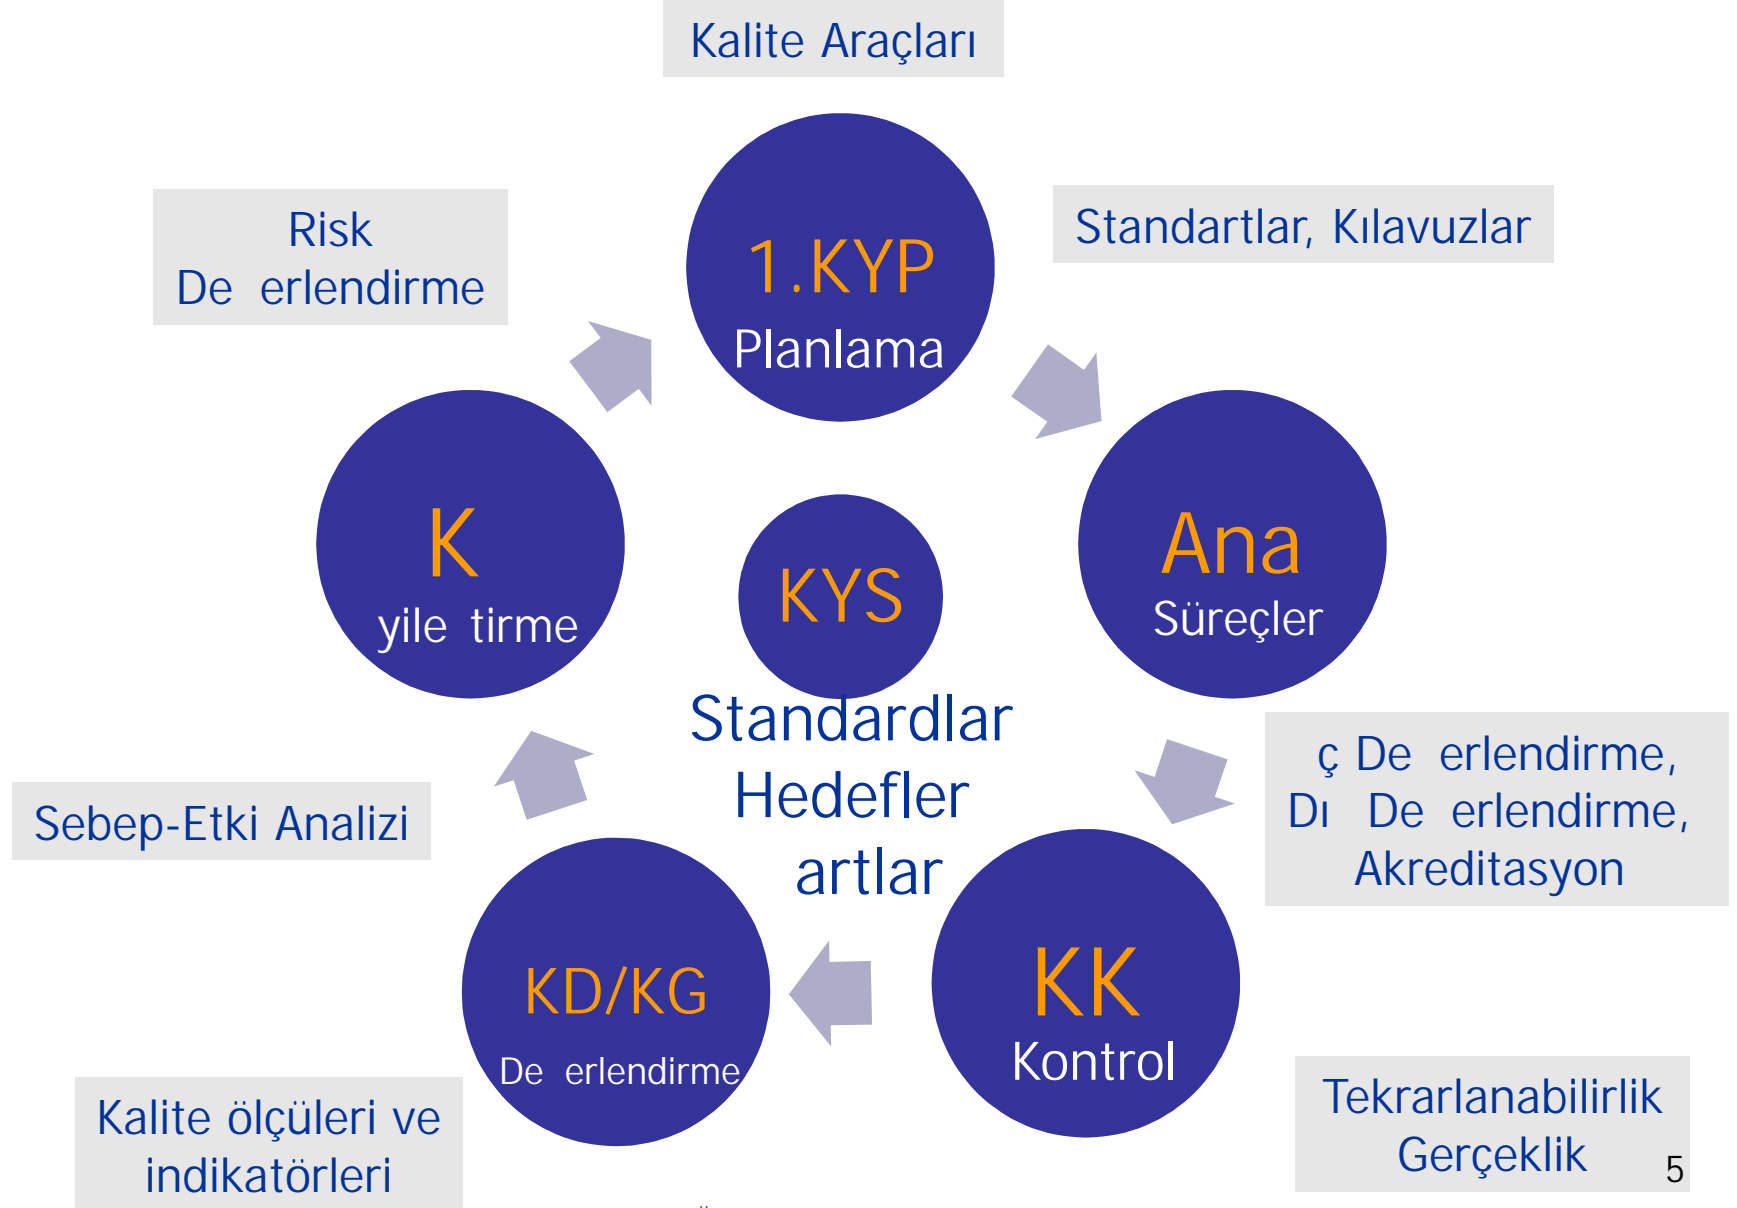 Kalite Araçları
Risk
De erlendirme
1.KYP
Planlama
Standartlar, Kılavuzlar
K
yile tirme
KYS
Ana
Süreçler
Standardlar
Hedefler
artlar
ç De erlendirme,
Dı De erlendirme,
Akreditasyon
Sebep-Etki Analizi
KD/KG
De erlendirme
KK
Kontrol
Kalite ölçüleri ve
indikatörleri
Tekrarlanabilirlik
Gerçeklik
5